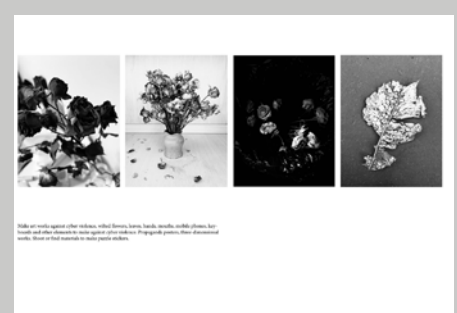 Make art works against cyber violence, wilted flowers, leaves, hands, mouths, mobile phones, key-
boards and other elements to make against cyber violence. Propaganda posters, three-dimensional
works. Shoot or find materials to make puzzle stickers.